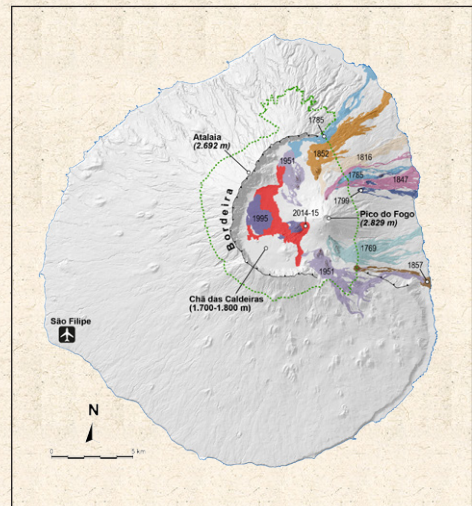 1785
Atalaia
(2.692 m)
1951
1852
1816
1785
1847
1799
Bordeira
1995
2014-15
Pico do Fogo
(2.829 m)
1769
1951
1857
Chã das Caldeiras
(1.700-1.800 m)
São Filipe
N
0
5 km